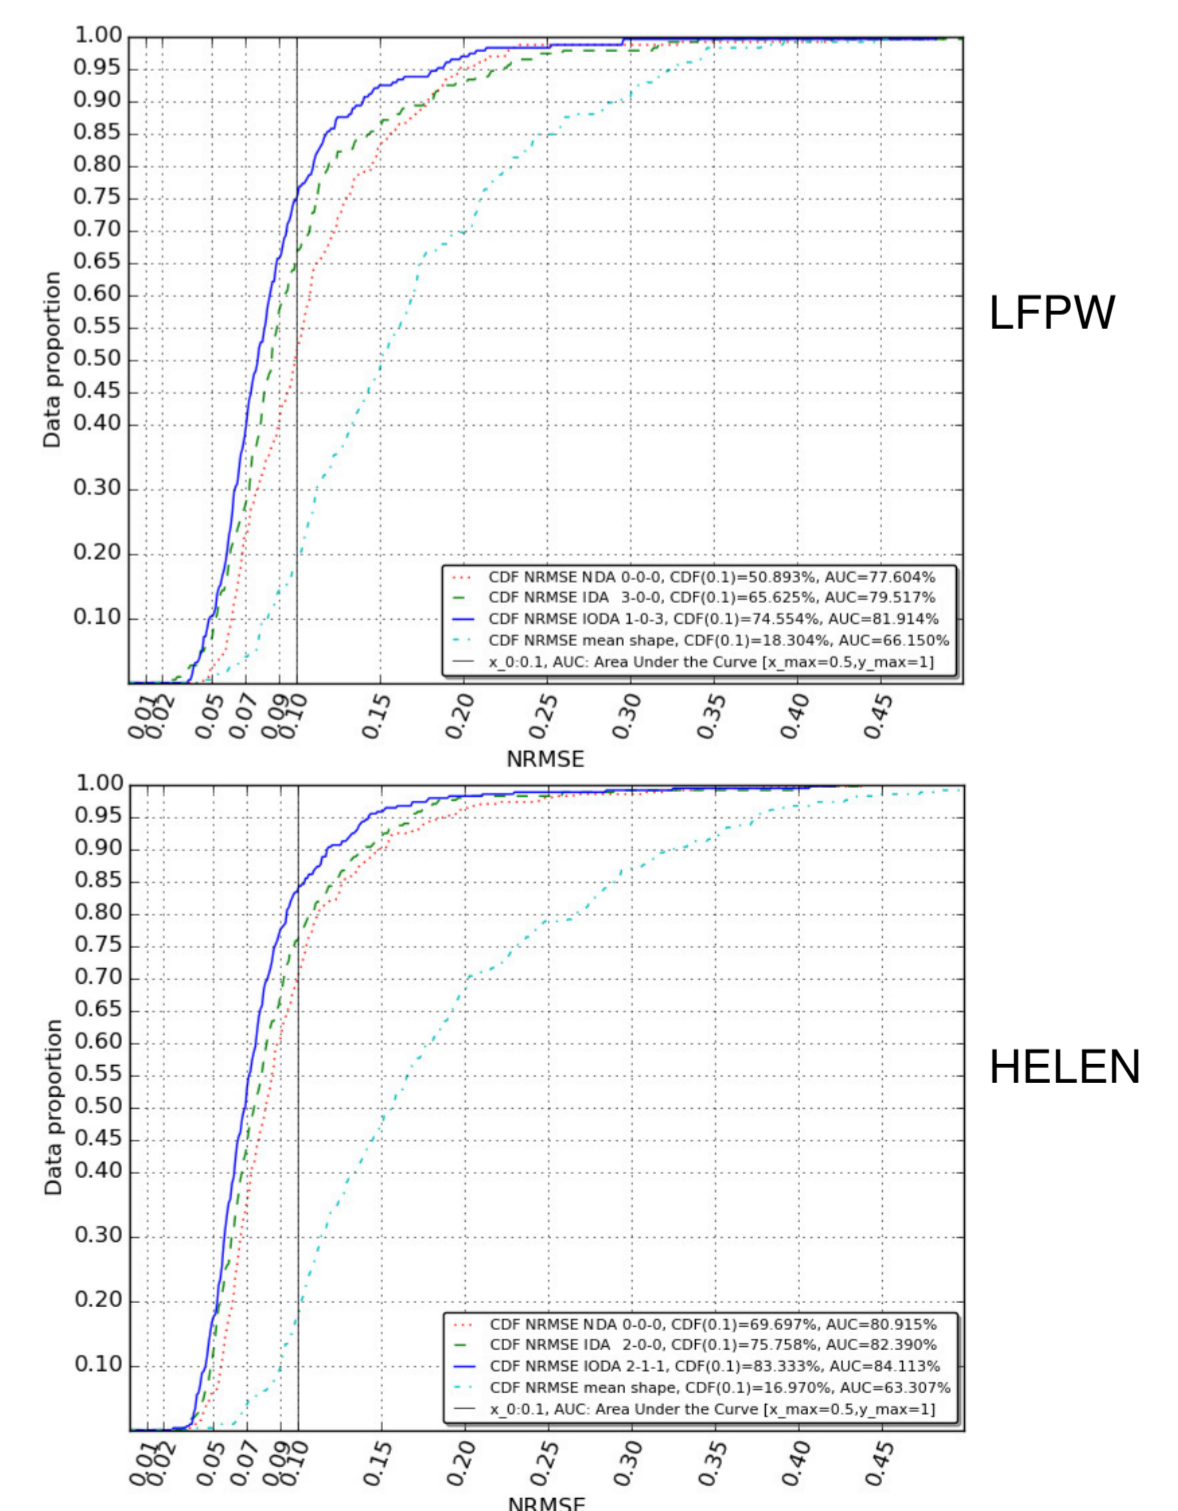 1.00
0.95
0.90
0.85
0.80
0.75
0.70
0.65
0.60
0.55
0.50
0.45
0.40
0.30
0.20
0.10
Data proportion
CDF NRMSE NDA 0-0-0, CDF(0.1)=50.893%, AUC=77.604%
CDF NRMSE IDA 3-0-0, CDF(0.1)=65.625%, AUC=79.517%
CDF NRMSE IODA 1-0-3, CDF(0.1)=74.554%, AUC=81.914%
CDF NRMSE mean shape, CDF(0.1)=18.304%, AUC=66.150%
x_0:0.1, AUC: Area Under the Curve [x_max=0.5,y_max=1]
0.01 0.02 0.05 0.07 0.09 0.10 0.15 0.20 0.25 0.30 0.35 0.40 0.45
NRMSE
LFPW
1.00
0.95
0.90
0.85
0.80
0.75
0.70
0.65
0.60
0.55
0.50
0.45
0.40
0.30
0.20
0.10
Data proportion
CDF NRMSE NDA 0-0-0, CDF(0.1)=69.697%, AUC=80.915%
CDF NRMSE IDA 2-0-0, CDF(0.1)=75.758%, AUC=82.390%
CDF NRMSE IODA 2-1-1, CDF(0.1)=83.333%, AUC=84.113%
CDF NRMSE mean shape, CDF(0.1)=16.970%, AUC=63.307%
x_0:0.1, AUC: Area Under the Curve [x_max=0.5,y_max=1]
0.01 0.02 0.05 0.07 0.09 0.10 0.15 0.20 0.25 0.30 0.35 0.40 0.45
NRMSE
HELEN